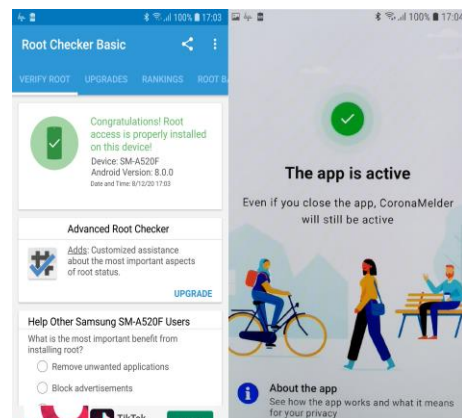 100% 17:03
Root Checker Basic
VERIFY ROOT UPGRADES RANKINGS ROOT
Congratulations! Root
access is properly installed
on this device!
Device: SM-A520F
Android Version: 8.0.0
Date and Time: 8/12/20 17:03
Advanced Root Checker
Adds: Customized assistance
about the most important aspects
of root status.
UPGRADE
Help Other Samsung SM-A520F Users
What is the most important benefit from
installing root?
Remove unwanted applications
Block advertisements
TikTok
100% 17:04
The app is active
Even if you close the app, CoronaMelder
will still be active
About the app
See how the app works and what it means
for your privacy